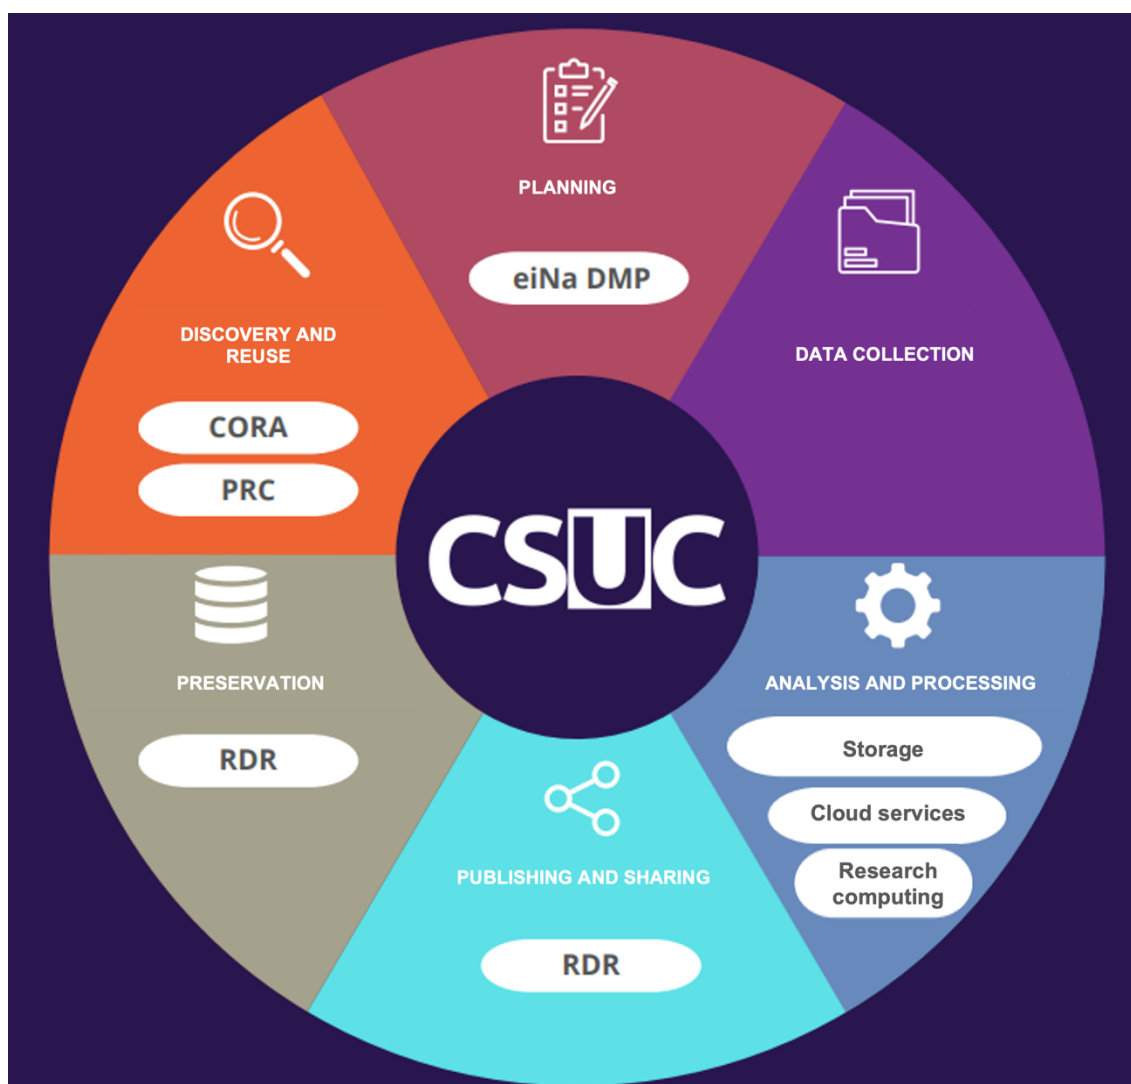 PLANNING
eiNa DMP
DATA COLLECTION
ANALYSIS AND PROCESSING
Storage
Cloud services
Research
computing
PUBLISHING AND SHARING
RDR
PRESERVATION
RDR
DISCOVERY AND
REUSE
CORA
PRC
CSUC